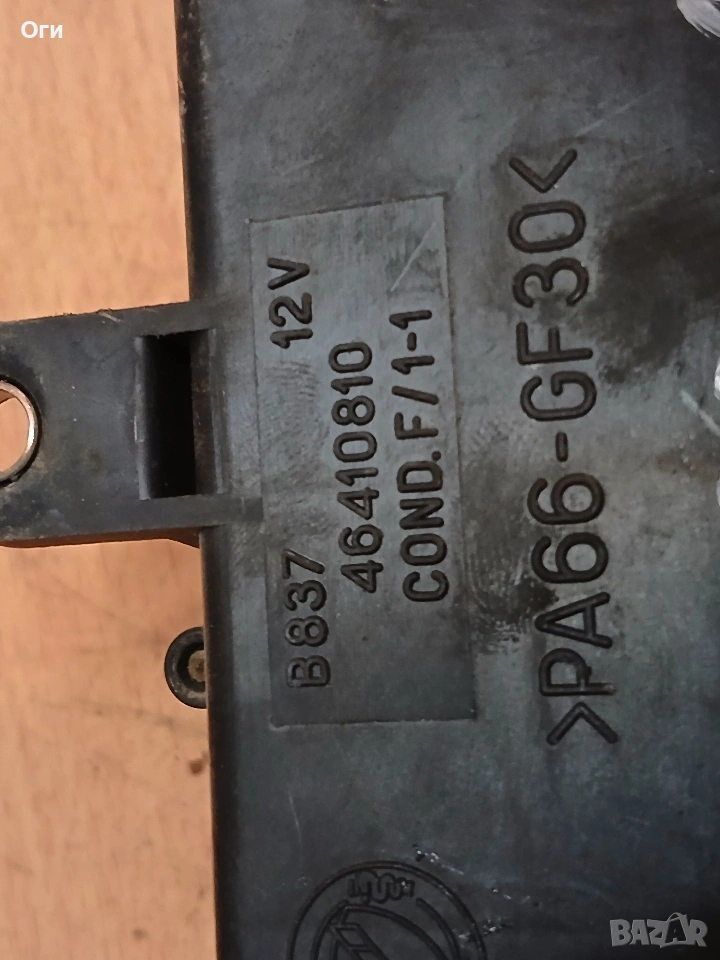 Оги
B837 12V
46410810
COND.F/1-1
>PA66-GF30<
BAZAR